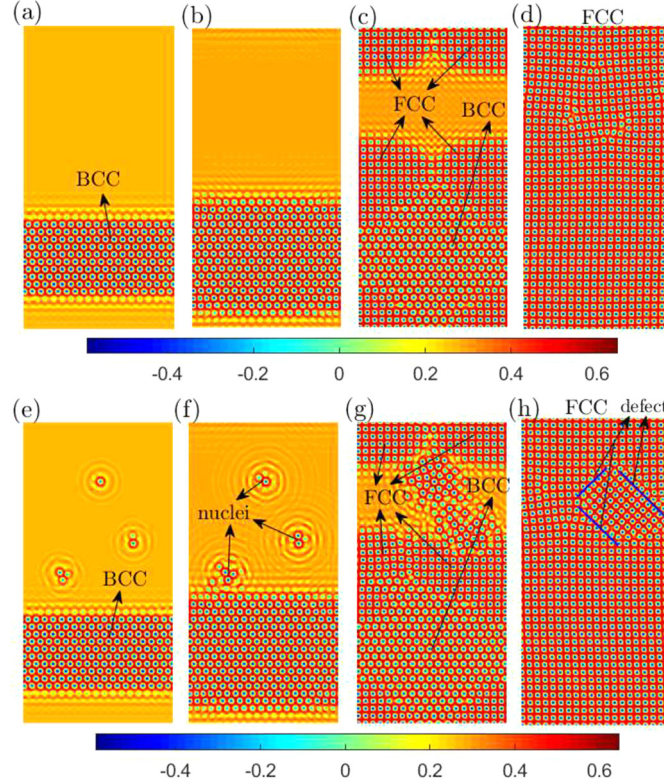 (a)
(b)
(c)
(d)
FCC
BCC
FCC
BCC
-0.4 -0.2 0 0.2 0.4 0.6
(e)
(f)
(g)
(h)
FCC defect
nuclei
BCC
FCC
BCC
-0.4 -0.2 0 0.2 0.4 0.6